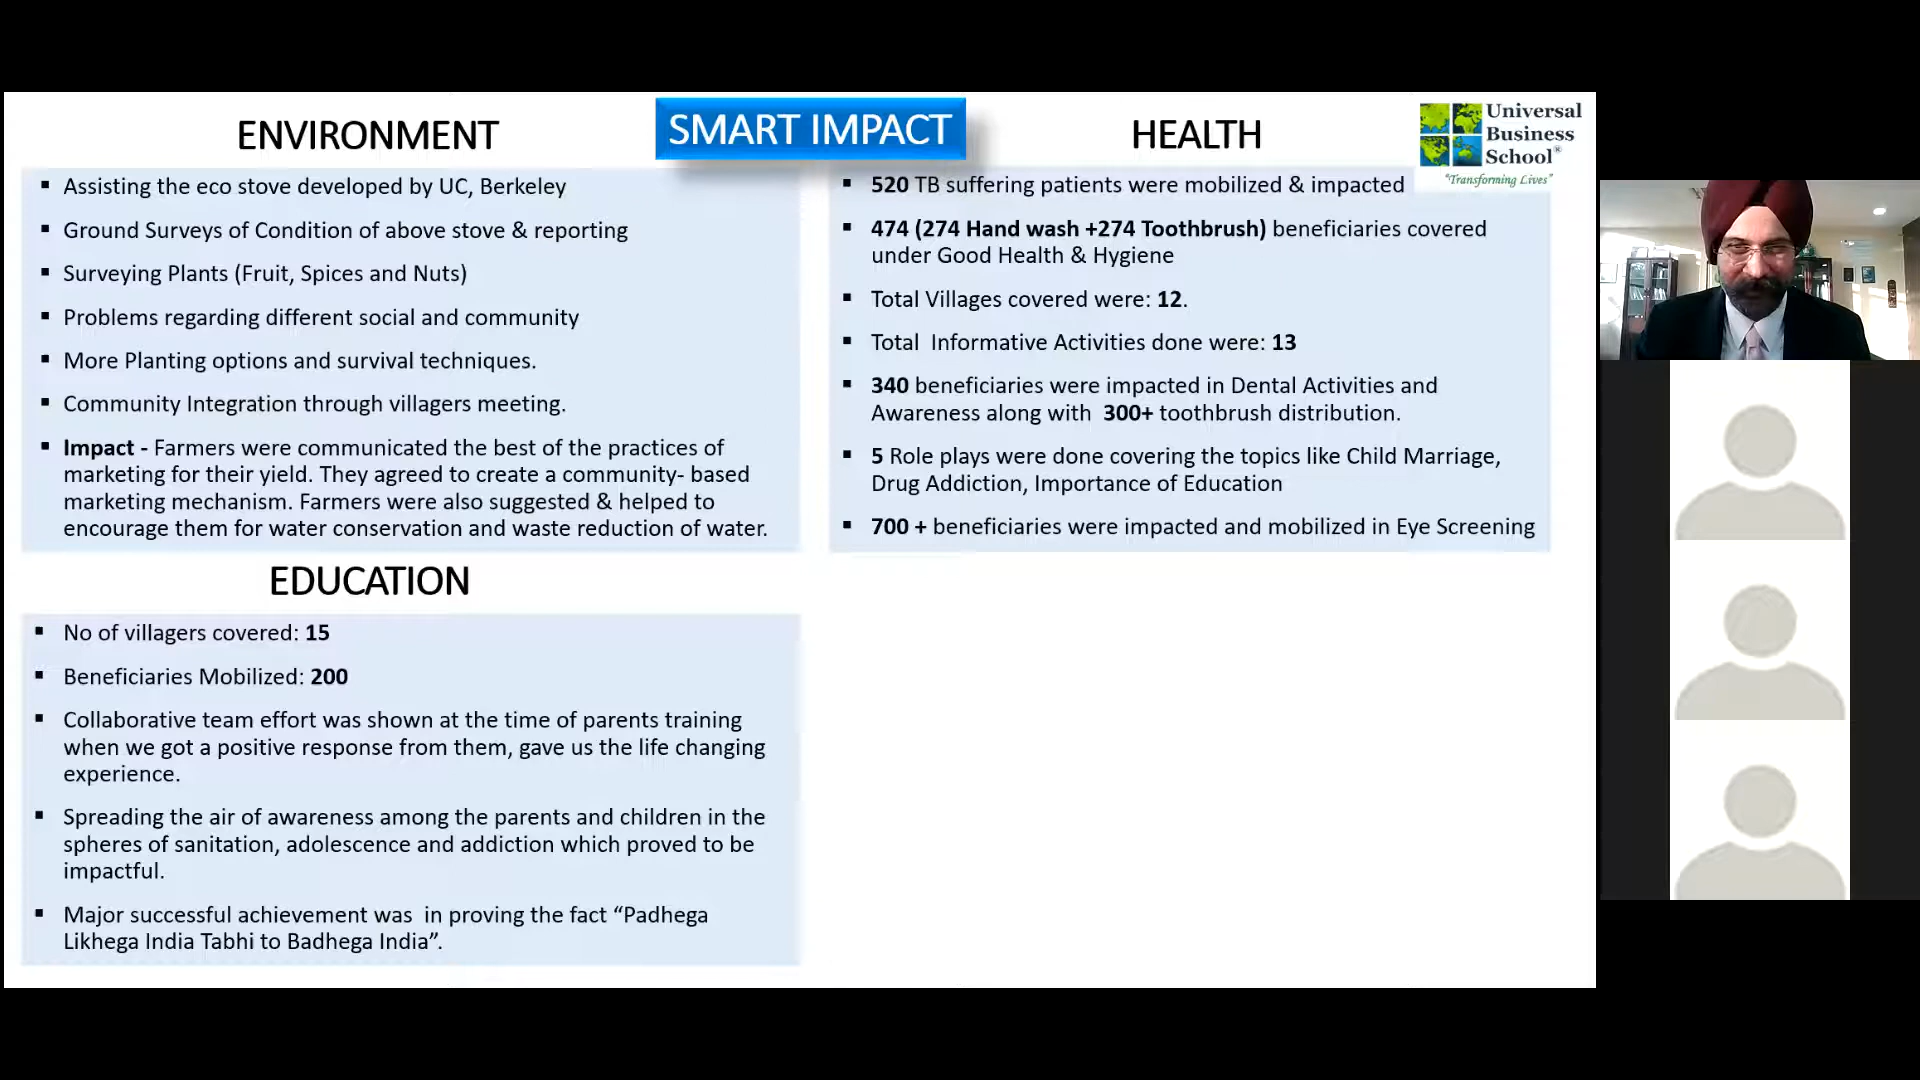 SMART IMPACT
ENVIRONMENT
▪ Assisting the eco stove developed by UC, Berkeley
▪ Ground Surveys of Condition of above stove & reporting
▪ Surveying Plants (Fruit, Spices and Nuts)
▪ Problems regarding different social and community
▪ More Planting options and survival techniques.
▪ Community Integration through villagers meeting.
▪ Impact - Farmers were communicated the best of the practices of
marketing for their yield. They agreed to create a community- based
marketing mechanism. Farmers were also suggested & helped to
encourage them for water conservation and waste reduction of water.
EDUCATION
▪ No of villagers covered: 15
▪ Beneficiaries Mobilized: 200
▪ Collaborative team effort was shown at the time of parents training
when we got a positive response from them, gave us the life changing
experience.
▪ Spreading the air of awareness among the parents and children in the
spheres of sanitation, adolescence and addiction which proved to be
impactful.
▪ Major successful achievement was in proving the fact “Padhega
Likhega India Tabhi to Badhega India”.
HEALTH
▪ 520 TB suffering patients were mobilized & impacted
▪ 474 (274 Hand wash +274 Toothbrush) beneficiaries covered
under Good Health & Hygiene
▪ Total Villages covered were: 12.
▪ Total Informative Activities done were: 13
▪ 340 beneficiaries were impacted in Dental Activities and
Awareness along with 300+ toothbrush distribution.
▪ 5 Role plays were done covering the topics like Child Marriage,
Drug Addiction, Importance of Education
▪ 700 + beneficiaries were impacted and mobilized in Eye Screening
Universal
Business
School®
“Transforming Lives”